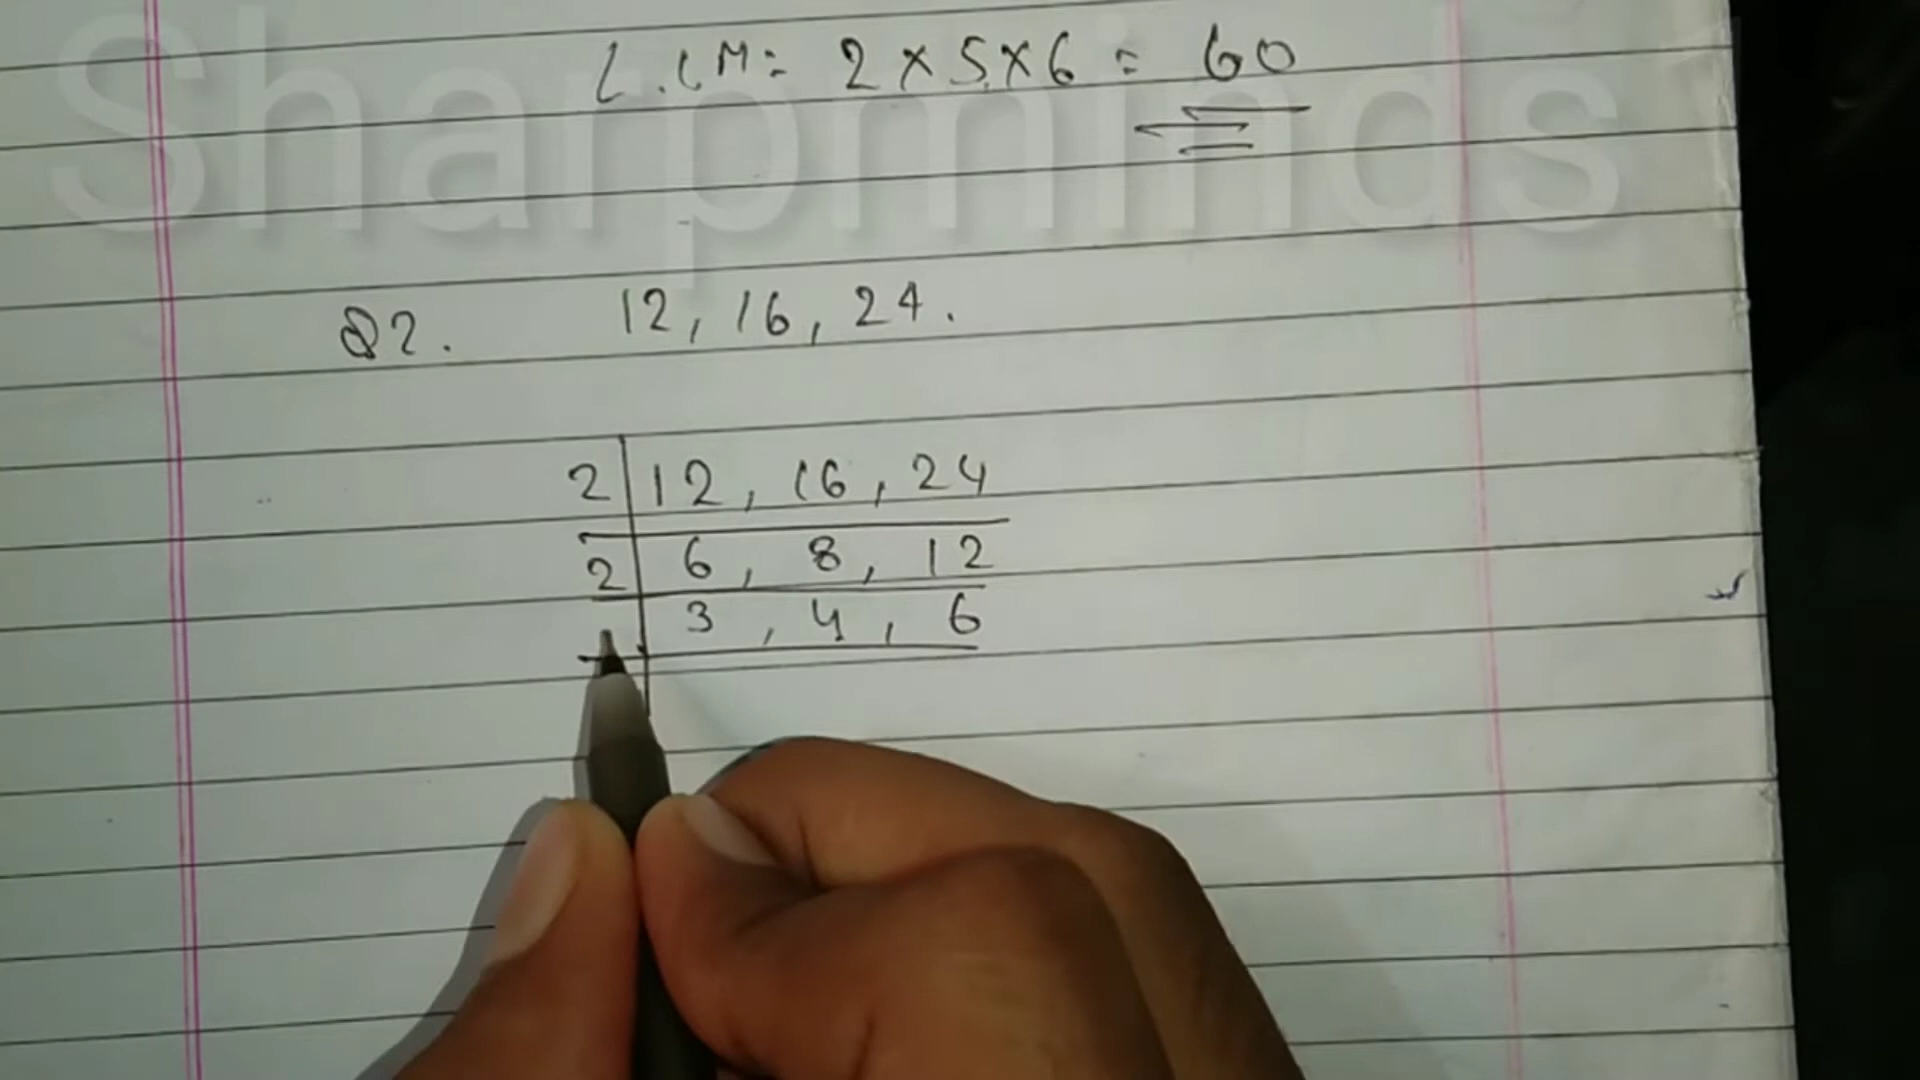 L.CM= 2×5×6 = 60
Sharpminds
Q2. 12, 16, 24.
2 12, 16, 24
2 6, 8, 12
3, 4, 6